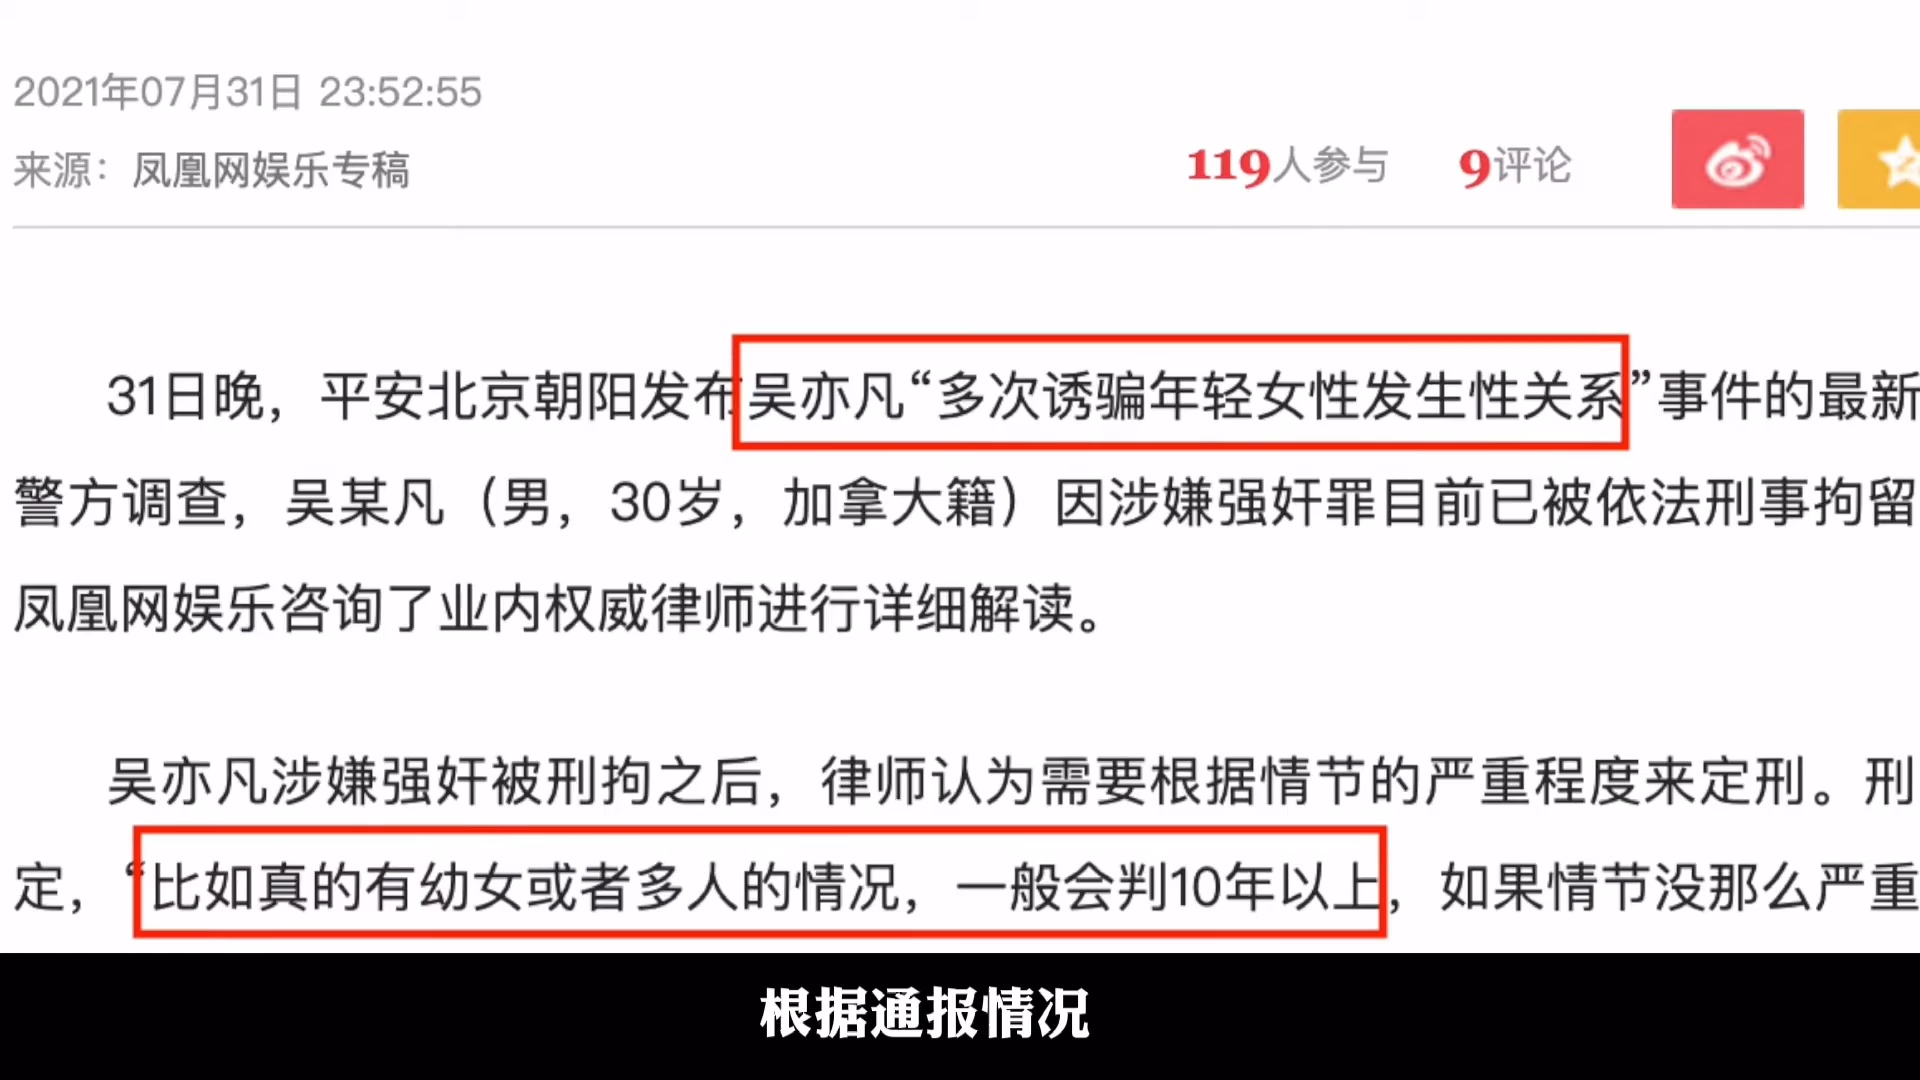 2021年07月31日 23:52:55
来源：凤凰网娱乐专稿
119人参与 9评论
31日晚，平安北京朝阳发布吴亦凡“多次诱骗年轻女性发生性关系”事件的最新
警方调查，吴某凡（男，30岁，加拿大籍）因涉嫌强奸罪目前已被依法刑事拘留
凤凰网娱乐咨询了业内权威律师进行详细解读。
吴亦凡涉嫌强奸被刑拘之后，律师认为需要根据情节的严重程度来定刑。刑
定，“比如真的有幼女或者多人的情况，一般会判10年以上，如果情节没那么严重
根据通报情况